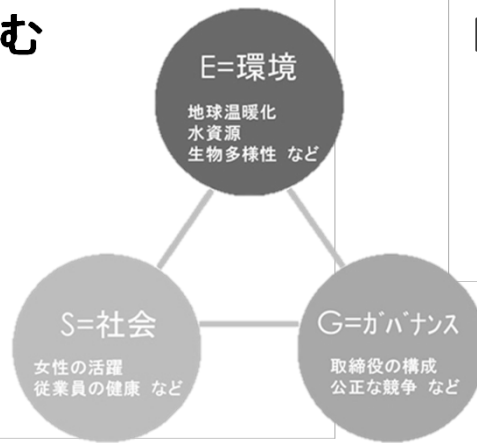 む
E=環境
地球温暖化
水資源
生物多様性 など
S=社会
女性の活躍
従業員の健康 など
G=ガバナンス
取締役の構成
公正な競争 など